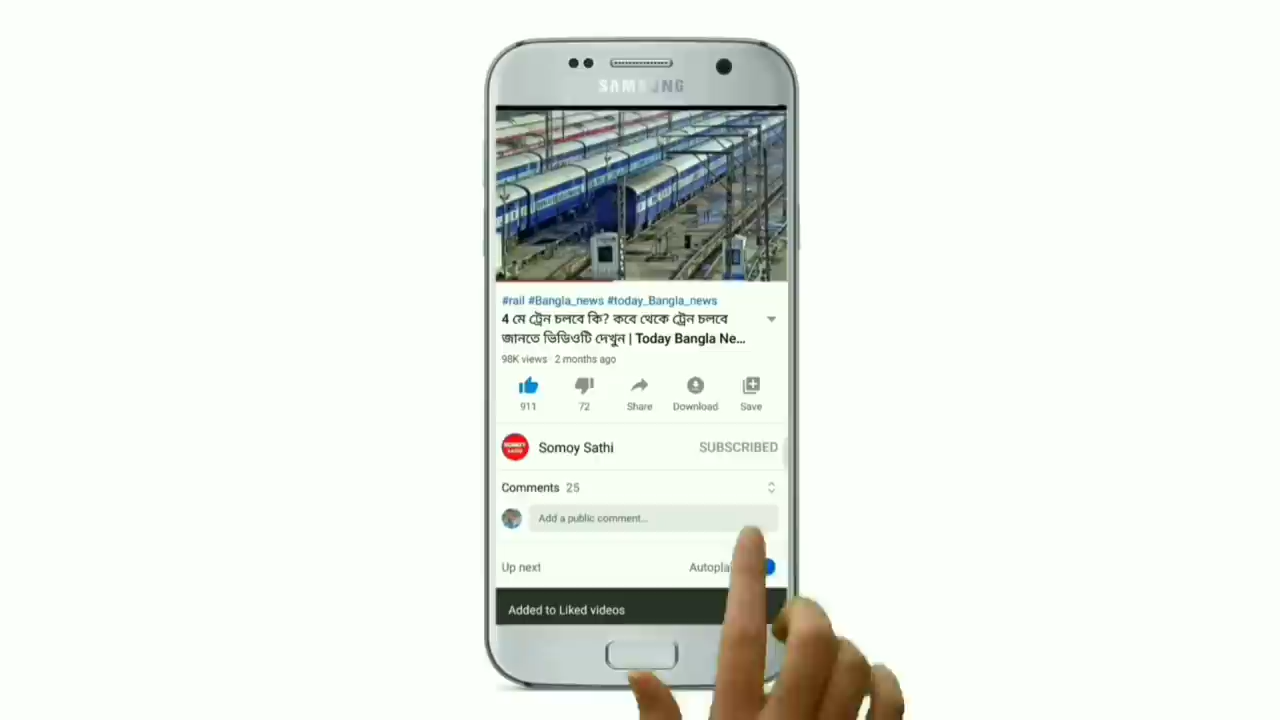 SAMSUNG
#rail #Bangla_news #today_Bangla_news
4 মে ট্রেন চলবে কি? কবে থেকে ট্রেন চলবে
জানতে ভিডিওটি দেখুন | Today Bangla Ne...
98K views · 2 months ago
911 72 Share Download Save
Somoy Sathi SUBSCRIBED
Comments 25
Add a public comment...
Up next Autopla
Added to Liked videos